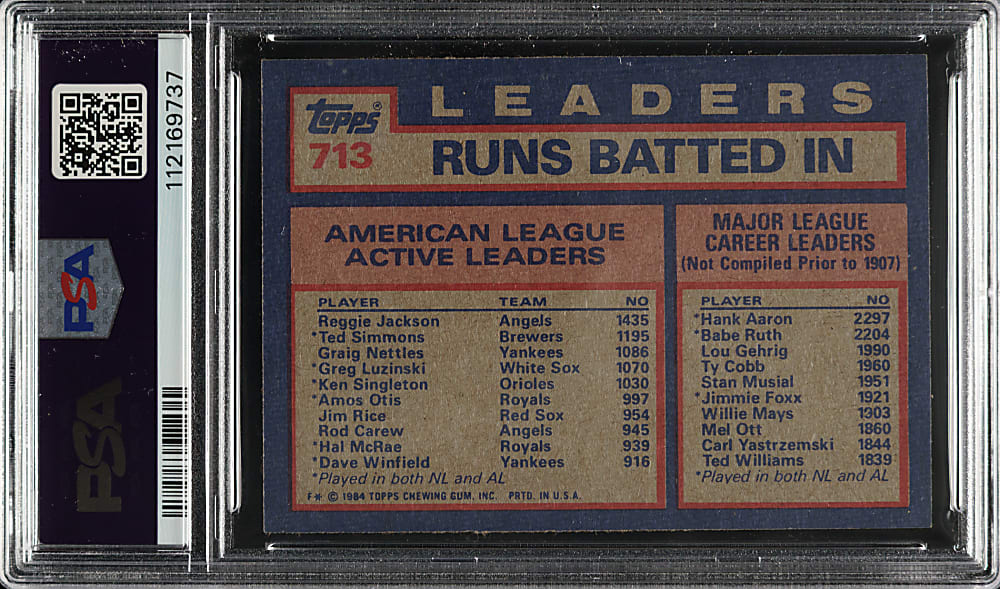 112169737
PSA
PSA
Topps®
713
LEADERS
RUNS BATTED IN
AMERICAN LEAGUE
ACTIVE LEADERS
PLAYER TEAM NO
Reggie Jackson Angels 1435
*Ted Simmons Brewers 1195
Graig Nettles Yankees 1086
*Greg Luzinski White Sox 1070
*Ken Singleton Orioles 1030
*Amos Otis Royals 997
Jim Rice Red Sox 954
Rod Carew Angels 945
*Hal McRae Royals 939
*Dave Winfield Yankees 916
*Played in both NL and AL
F* © 1984 TOPPS CHEWING GUM, INC. PRTD. IN U.S.A.
MAJOR LEAGUE
CAREER LEADERS
(Not Compiled Prior to 1907)
PLAYER NO
*Hank Aaron 2297
*Babe Ruth 2204
Lou Gehrig 1990
Ty Cobb 1960
Stan Musial 1951
*Jimmie Foxx 1921
Willie Mays 1903
Mel Ott 1860
Carl Yastrzemski 1844
Ted Williams 1839
*Played in both NL and AL